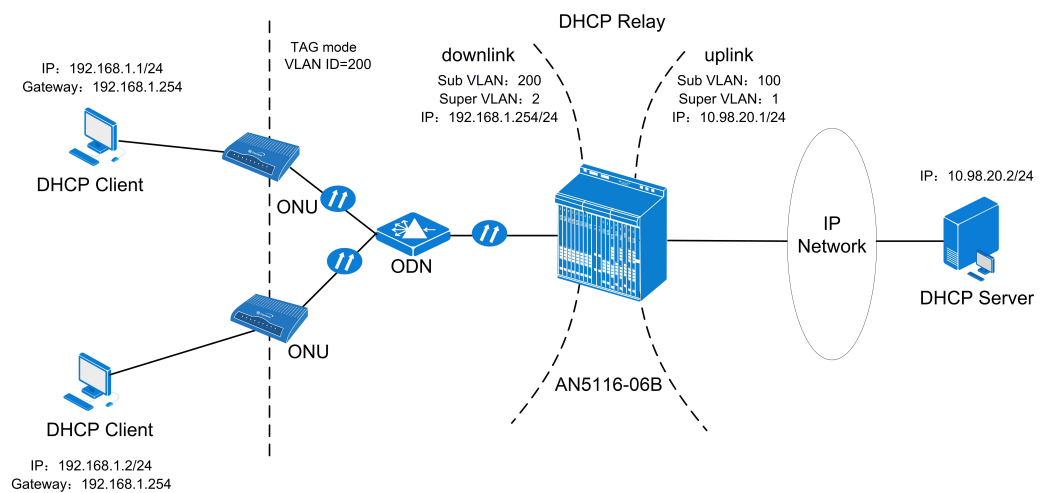 DHCP Relay
TAG mode
VLAN ID=200
downlink
Sub VLAN：200
Super VLAN：2
IP：192.168.1.254/24
uplink
Sub VLAN：100
Super VLAN：1
IP：10.98.20.1/24
IP：192.168.1.1/24
Gateway：192.168.1.254
DHCP Client
ONU
ODN
IP
Network
IP：10.98.20.2/24
DHCP Server
ONU
AN5116-06B
DHCP Client
IP：192.168.1.2/24
Gateway：192.168.1.254